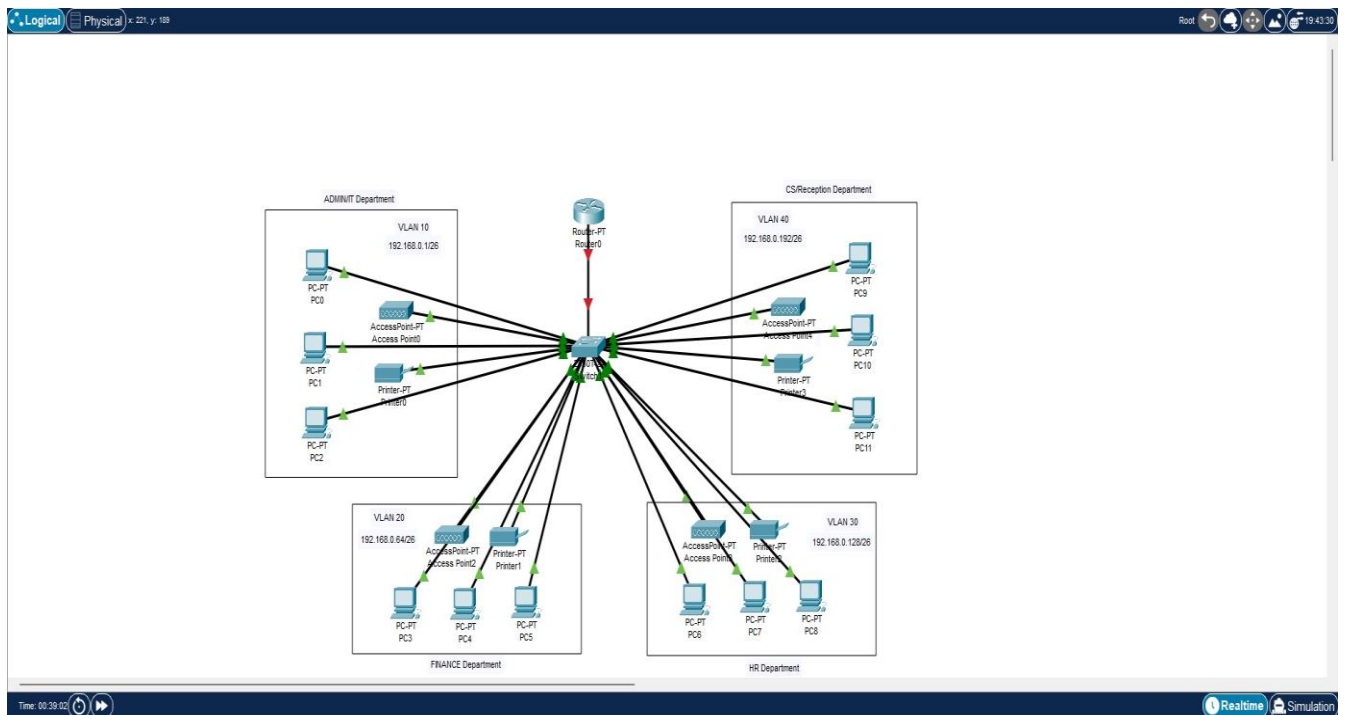 Logical Physical x: 221, y: 189
Root 19:43:30
ADMIN/IT Department
VLAN 10
192.168.0.1/26
PC-PT
PC0
AccessPoint-PT
Access Point0
PC-PT
PC1
Printer-PT
Printer0
PC-PT
PC2
Router-PT
Router0
CS/Reception Department
VLAN 40
192.168.0.192/26
PC-PT
PC9
AccessPoint-PT
Access Point4
PC-PT
PC10
Printer-PT
Printer3
PC-PT
PC11
VLAN 20
192.168.0.64/26
AccessPoint-PT
Access Point2
Printer-PT
Printer1
PC-PT
PC3
PC-PT
PC4
PC-PT
PC5
FINANCE Department
VLAN 30
192.168.0.128/26
AccessPoint-PT
Access
Printer-PT
PC-PT
PC6
PC-PT
PC7
PC-PT
PC8
HR Department
Time: 00:39:02
Realtime Simulation